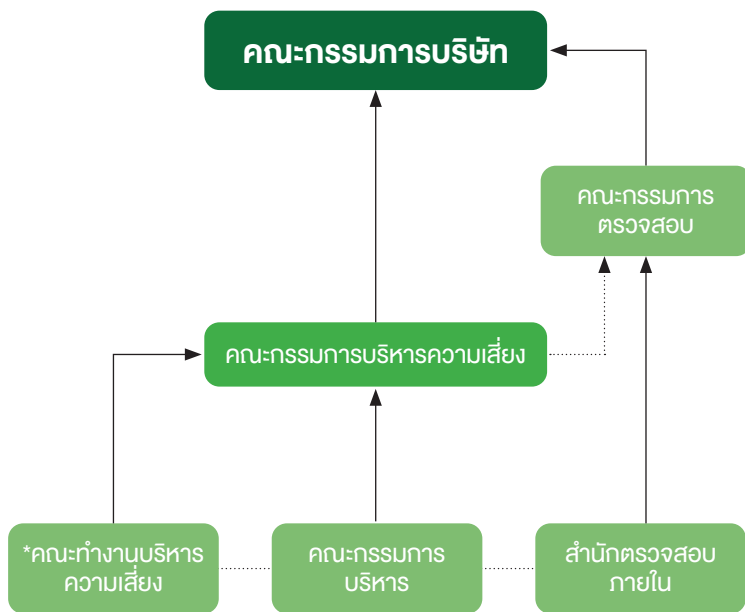 คณะกรรมการบริษัท
คณะกรรมการ
ตรวจสอบ
คณะกรรมการบริหารความเสี่ยง
*คณะทำงานบริหาร
ความเสี่ยง
คณะกรรมการ
บริหาร
สำนักตรวจสอบ
ภายใน